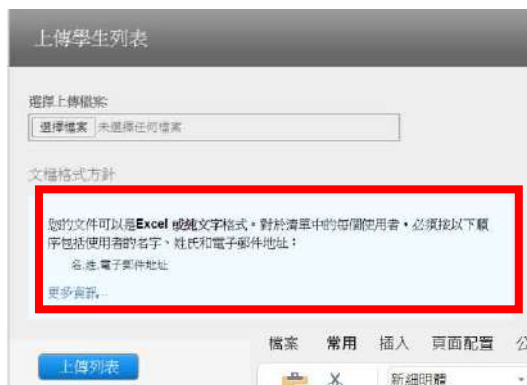 上傳學生列表
選擇上傳檔案:
選擇檔案 未選擇任何檔案
文檔格式方針
您的文件可以是Excel 或純文字格式。對於清單中的每個使用者，必須按以下順
序包括使用者的名字、姓氏和電子郵件地址：
名,姓,電子郵件地址
更多資訊...
檔案 常用 插入 頁面配置 公
上傳列表
新細明體